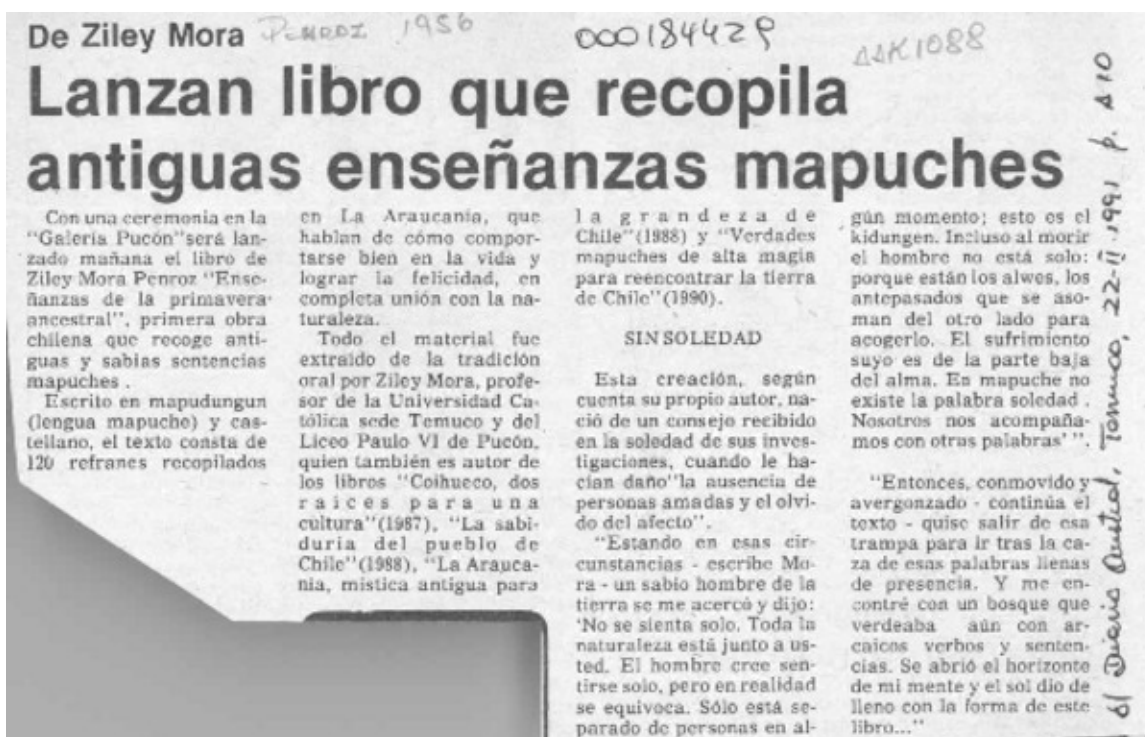 De Ziley Mora PENROZ 1956
000184429
AAK1088
Lanzan libro que recopila
antiguas enseñanzas mapuches
Con una ceremonia en la
"Galería Pucón"será lan-
zado mañana el libro de
Ziley Mora Penroz "Ense-
ñanzas de la primavera
ancestral", primera obra
chilena que recoge anti-
guas y sabias sentencias
mapuches .
Escrito en mapudungun
(lengua mapuche) y cas-
tellano, el texto consta de
120 refranes recopilados
en La Araucanía, que
hablan de cómo compor-
tarse bien en la vida y
lograr la felicidad, en
completa unión con la na-
turaleza.
Todo el material fue
extraído de la tradición
oral por Ziley Mora, profe-
sor de la Universidad Ca-
tólica sede Temuco y del
Liceo Paulo VI de Pucón,
quien también es autor de
los libros "Coihueco, dos
raíces para una
cultura"(1987), "La sabi-
duría del pueblo de
Chile"(1988), "La Arauca-
nía, mística antigua para
la grandeza de
Chile"(1988) y "Verdades
mapuches de alta magia
para reencontrar la tierra
de Chile"(1990).
SIN SOLEDAD
Esta creación, según
cuenta su propio autor, na-
ció de un consejo recibido
en la soledad de sus inves-
tigaciones, cuando le ha-
cían daño"la ausencia de
personas amadas y el olvi-
do del afecto".
"Estando en esas cir-
cunstancias - escribe Mo-
ra - un sabio hombre de la
tierra se me acercó y dijo:
'No se sienta solo. Toda la
naturaleza está junto a us-
ted. El hombre cree sen-
tirse solo, pero en realidad
se equivoca. Sólo está se-
parado de personas en al-
gún momento; esto es el
kidungen. Incluso al morir
el hombre no está solo:
porque están los alwes, los
antepasados que se aso-
man del otro lado para
acogerlo. El sufrimiento
suyo es de la parte baja
del alma. En mapuche no
existe la palabra soledad .
Nosotros nos acompaña-
mos con otras palabras' ".
"Entonces, conmovido y
avergonzado - continúa el
texto - quise salir de esa
trampa para ir tras la ca-
za de esas palabras llenas
de presencia. Y me en-
contré con un bosque que
verdeaba aún con ar-
caicos verbos y senten-
cias. Se abrió el horizonte
de mi mente y el sol dio de
lleno con la forma de este
libro..."
El Diario Austral, Temuco, 22-11-1991 p. A10